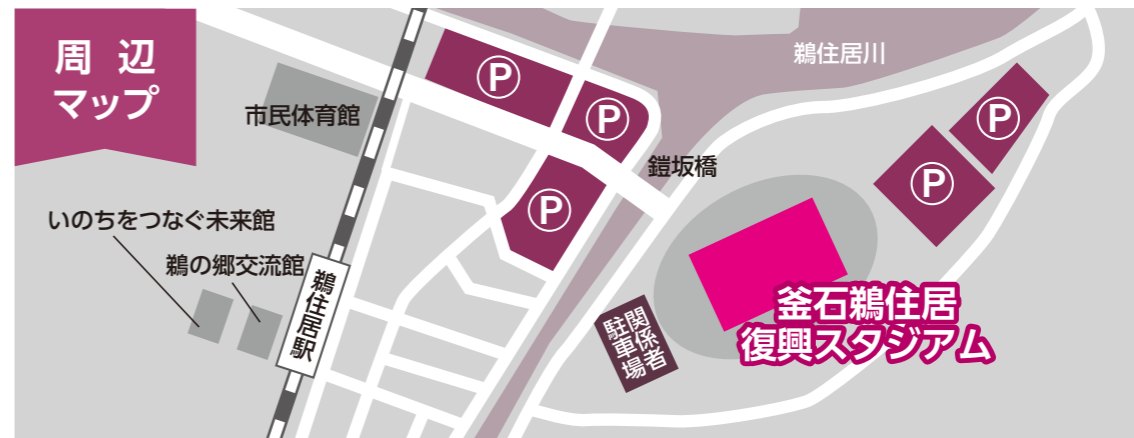 周辺
マップ
市民体育館
いのちをつなぐ未来館
鵜の郷交流館
鵜住居駅
P
P
P
鵜住居川
鎧坂橋
P
P
関係者
駐車場
釜石鵜住居
復興スタジアム